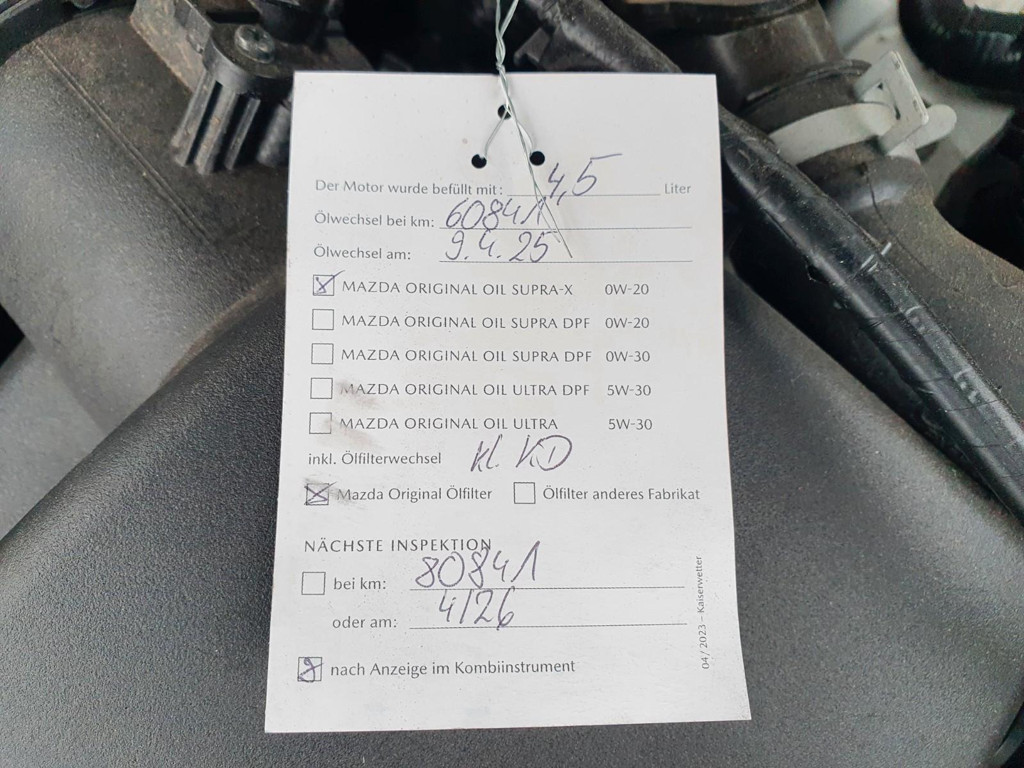 Der Motor wurde befüllt mit: 4,5 Liter
Ölwechsel bei km: 60841
Ölwechsel am: 9.4.25
MAZDA ORIGINAL OIL SUPRA-X 0W-20
MAZDA ORIGINAL OIL SUPRA DPF 0W-20
MAZDA ORIGINAL OIL SUPRA DPF 0W-30
MAZDA ORIGINAL OIL ULTRA DPF 5W-30
MAZDA ORIGINAL OIL ULTRA 5W-30
inkl. Ölfilterwechsel Kl. KD
Mazda Original Ölfilter Ölfilter anderes Fabrikat
NÄCHSTE INSPEKTION
bei km: 80841
oder am: 4/26
nach Anzeige im Kombiinstrument
04/2023 – Kaiserwetter